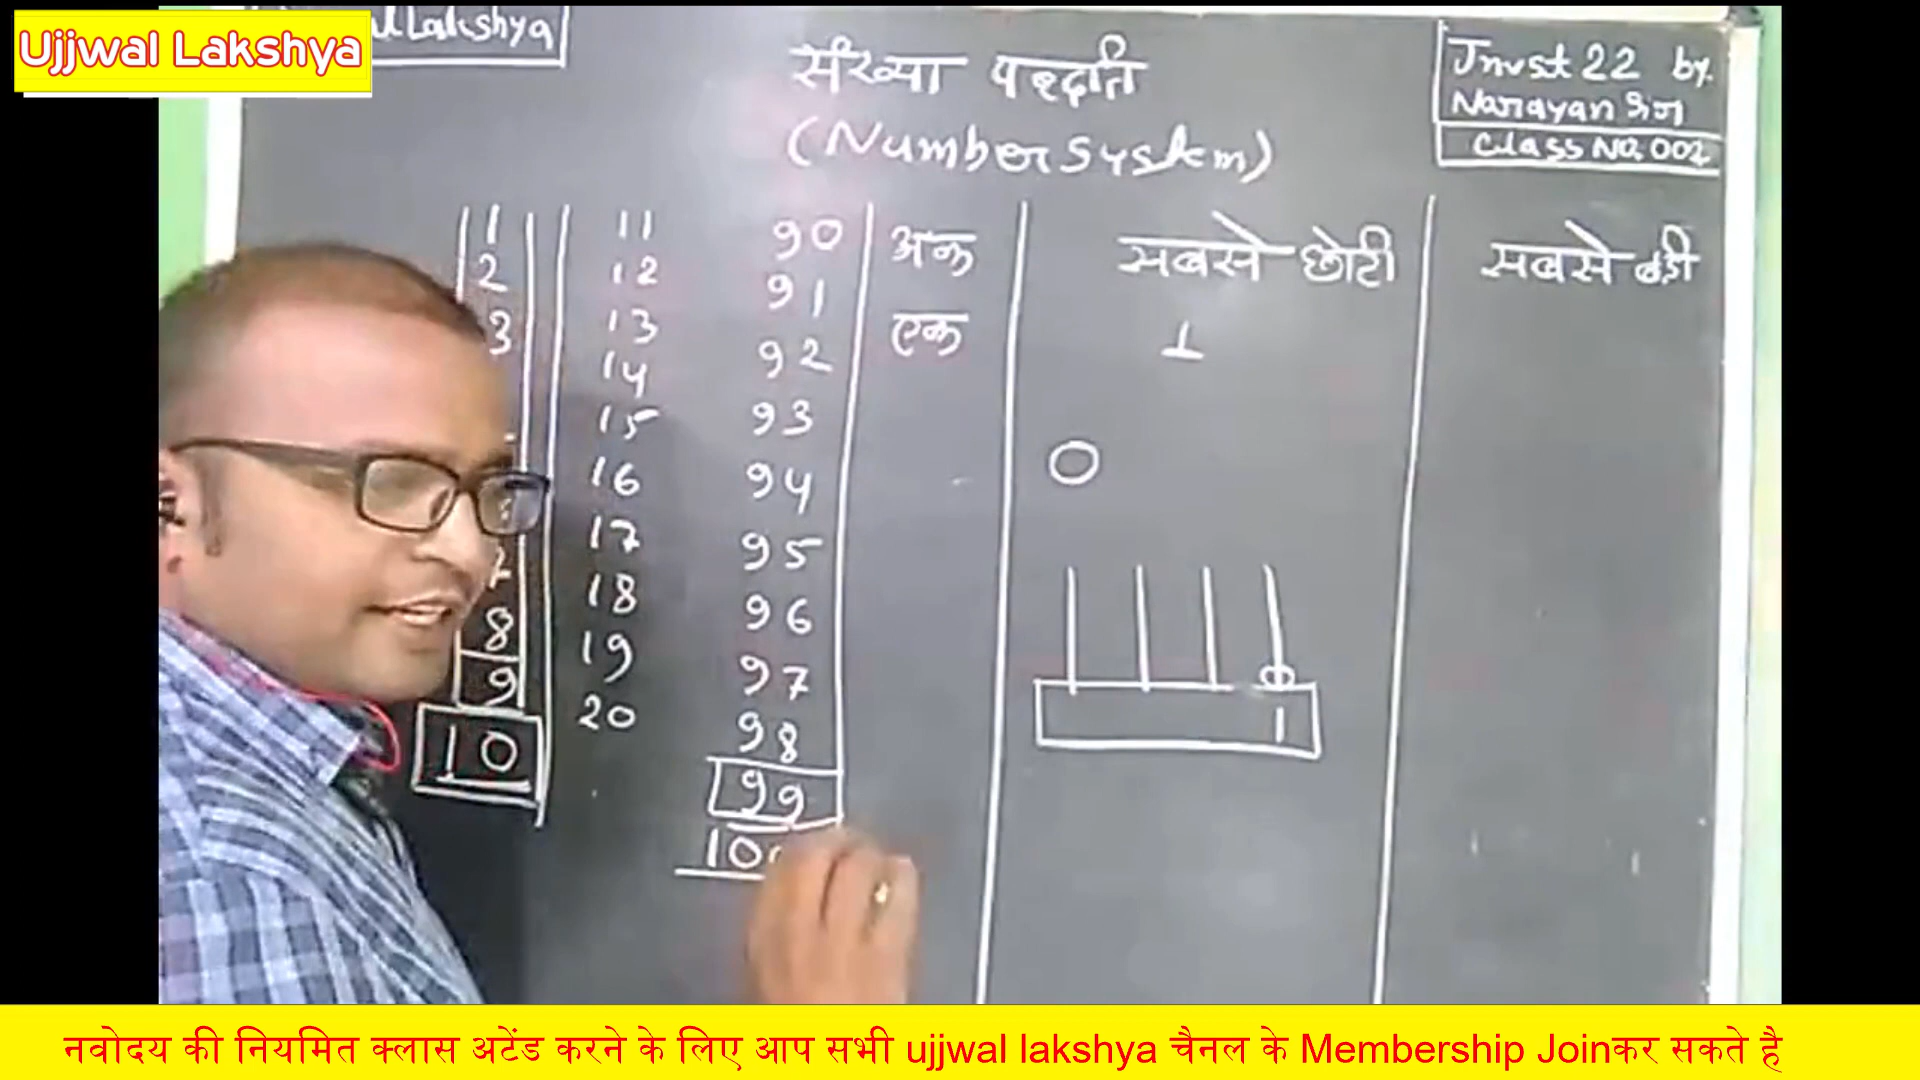 Ujjwal Lakshya
Lakshya
संख्या पद्धति
(Number System)
Jnvst 22 by.
Narayan सर
Class No. 002
1
2
3
8
9
10
11
12
13
14
15
16
17
18
19
20
90
91
92
93
94
95
96
97
98
99
100
अंक
एक
सबसे छोटी
1
0
1
सबसे बड़ी
नवोदय की नियमित क्लास अटेंड करने के लिए आप सभी ujjwal lakshya चैनल के Membership Joinकर सकते है